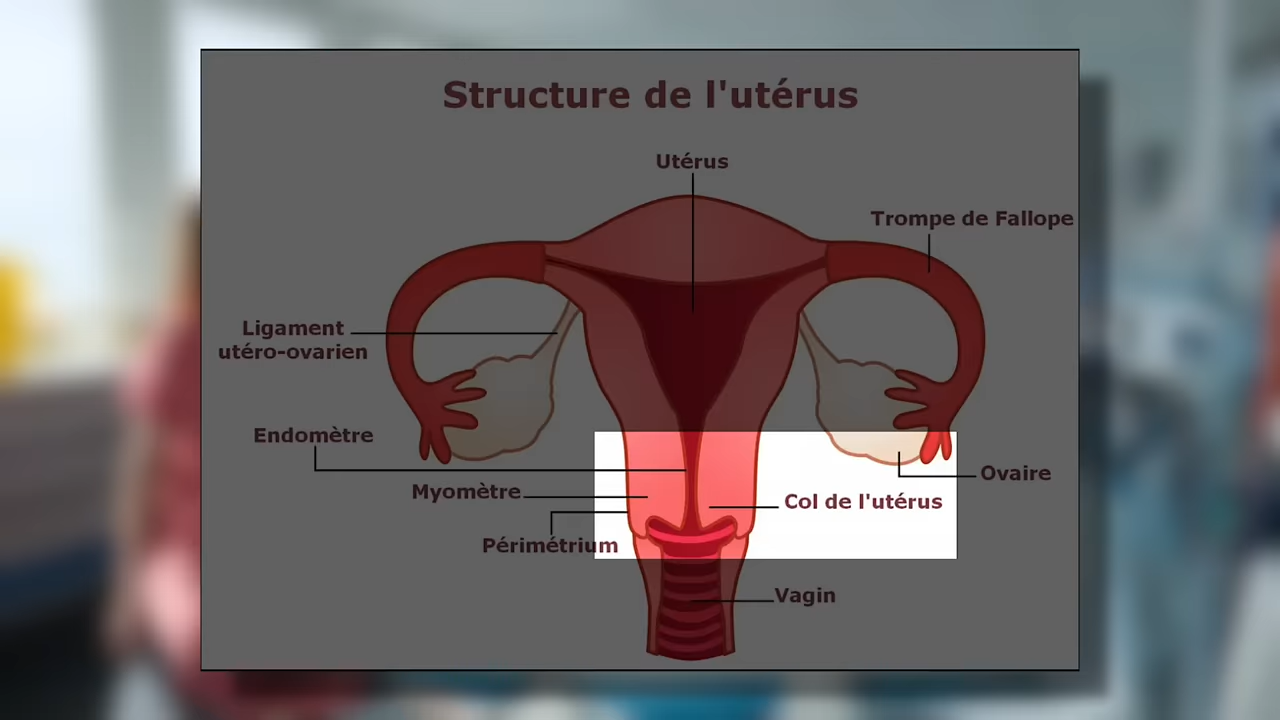 Structure de l'utérus
Utérus
Trompe de Fallope
Ligament
utéro-ovarien
Endomètre
Ovaire
Myomètre
Col de l'utérus
Périmétrium
Vagin